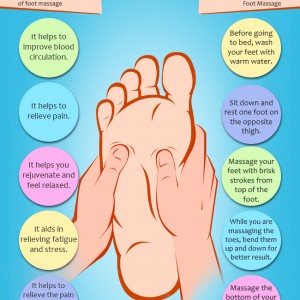 of foot massage
Foot Massage
It helps to
improve blood
circulation.
It helps to
relieve pain.
It helps you
rejuvenate and
feel relaxed.
It aids in
relieving fatigue
and stress.
It helps to
relieve the pain
Before going
to bed, wash
your feet with
warm water.
Sit down and
rest one foot on
the opposite
thigh.
Massage your
feet with brisk
strokes from
top of the
foot.
While you are
massaging the
toes, bend them
up and down for
better result.
Massage the
bottom of your